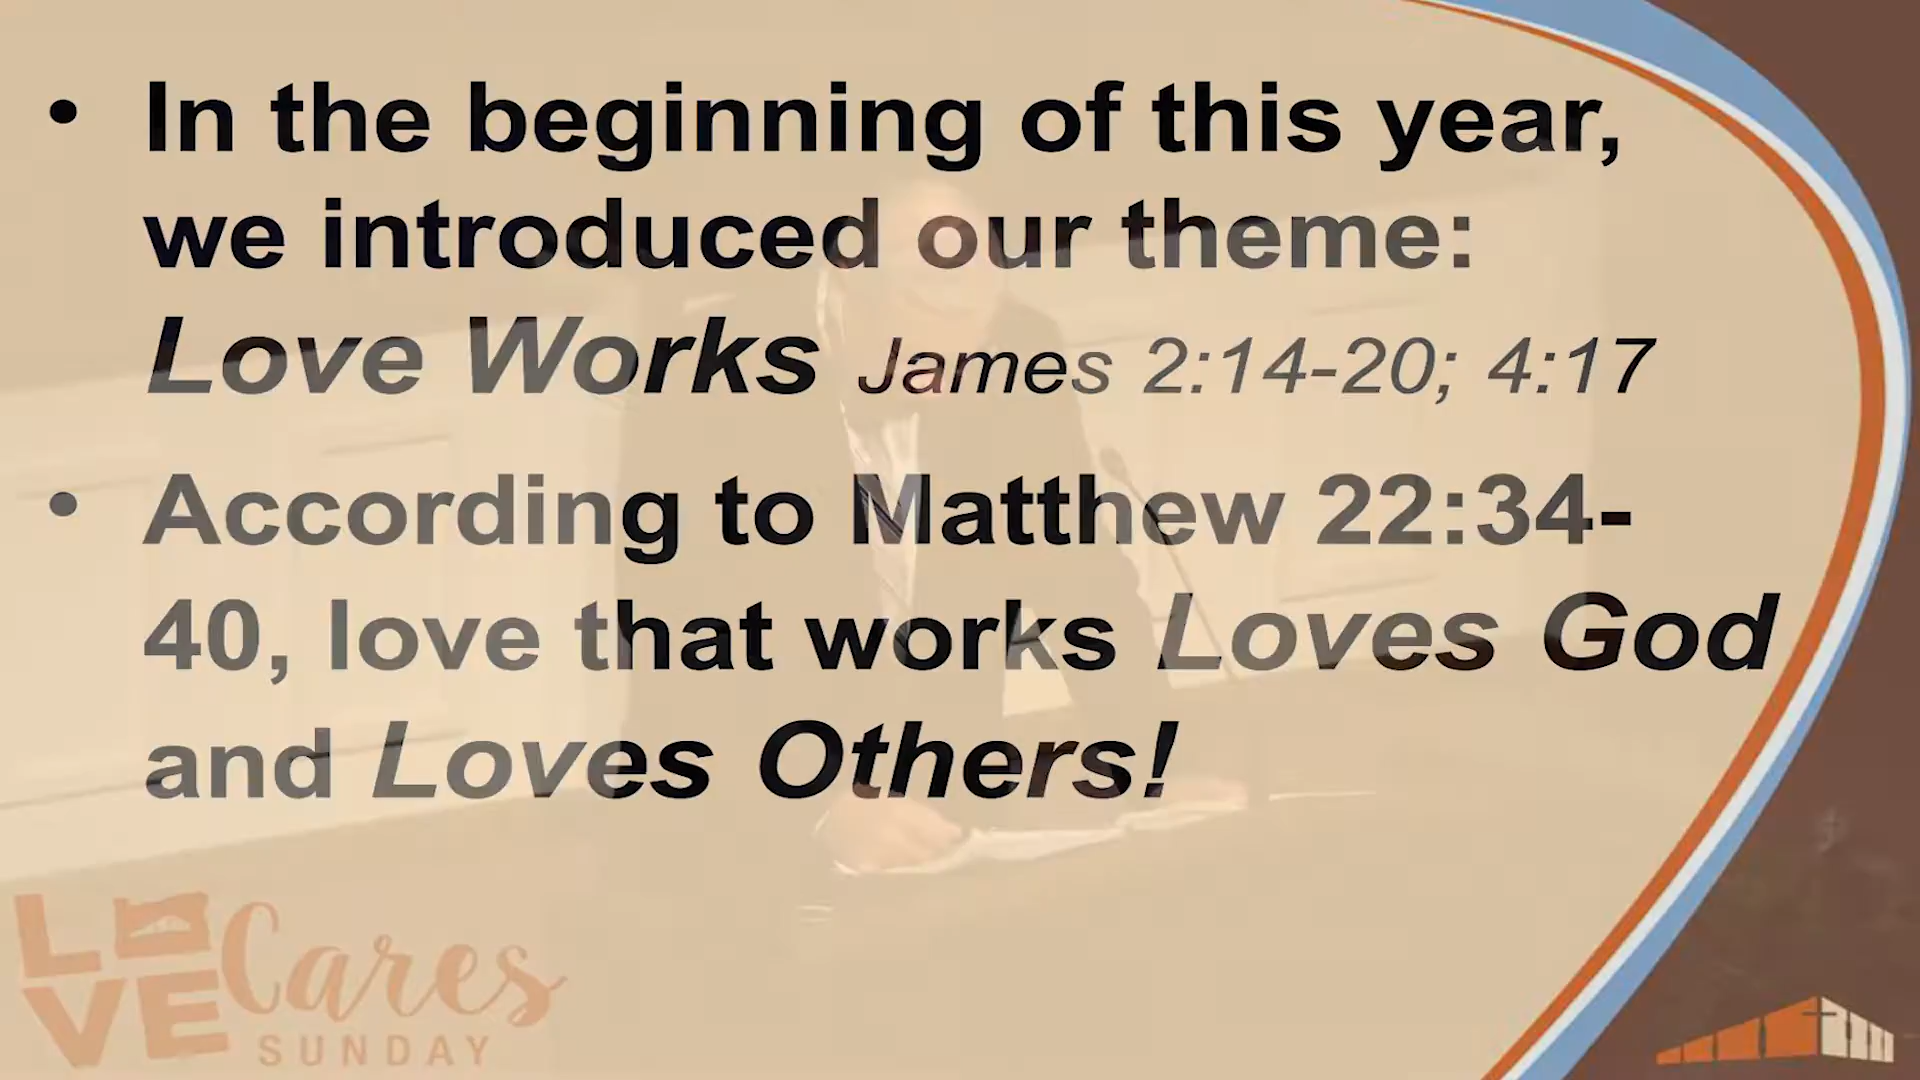 • In the beginning of this year,
we introduced our theme:
Love Works James 2:14-20; 4:17
• According to Matthew 22:34-
40, love that works Loves God
and Loves Others!
LOVE Cares
SUNDAY